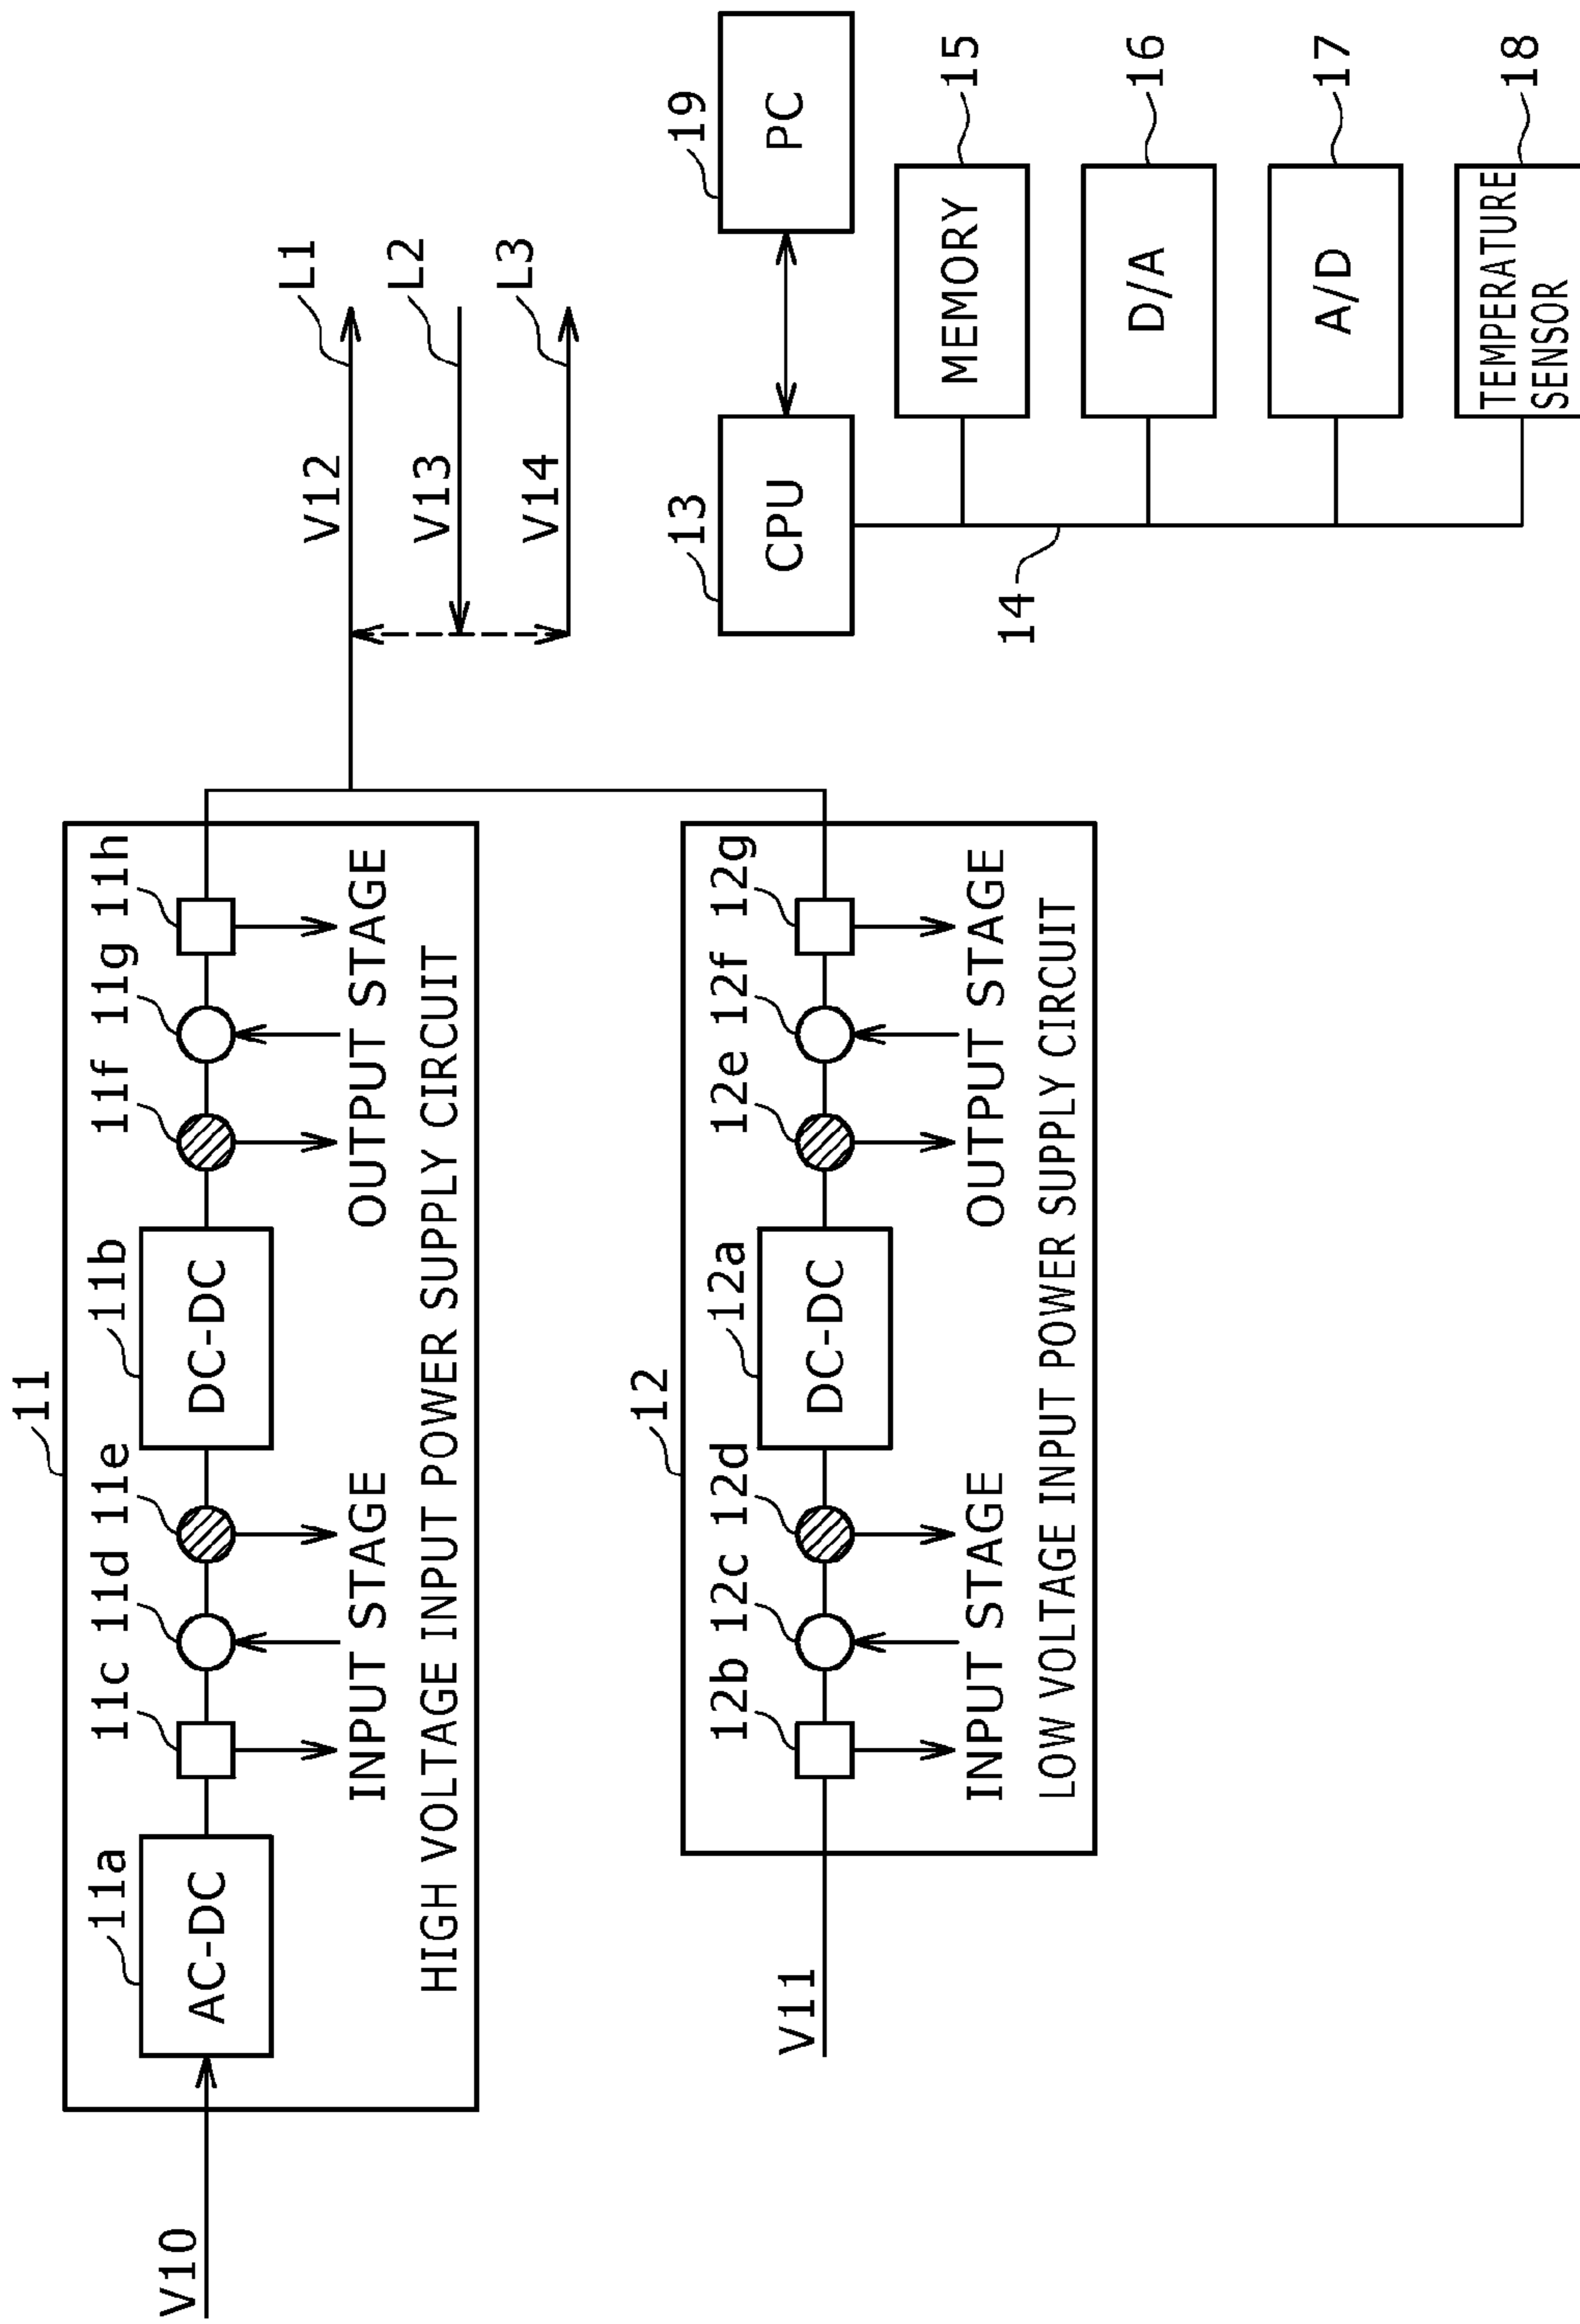 11
11a
11c
11d
11e
11b
11f
11g
11h
V10
AC-DC
DC-DC
INPUT STAGE
OUTPUT STAGE
HIGH VOLTAGE INPUT POWER SUPPLY CIRCUIT
V12
L1
V13
L2
V14
L3
12
12b
12c
12d
12a
12e
12f
12g
V11
DC-DC
INPUT STAGE
OUTPUT STAGE
LOW VOLTAGE INPUT POWER SUPPLY CIRCUIT
13
CPU
19
PC
14
MEMORY
15
D/A
16
A/D
17
TEMPERATURE
SENSOR
18